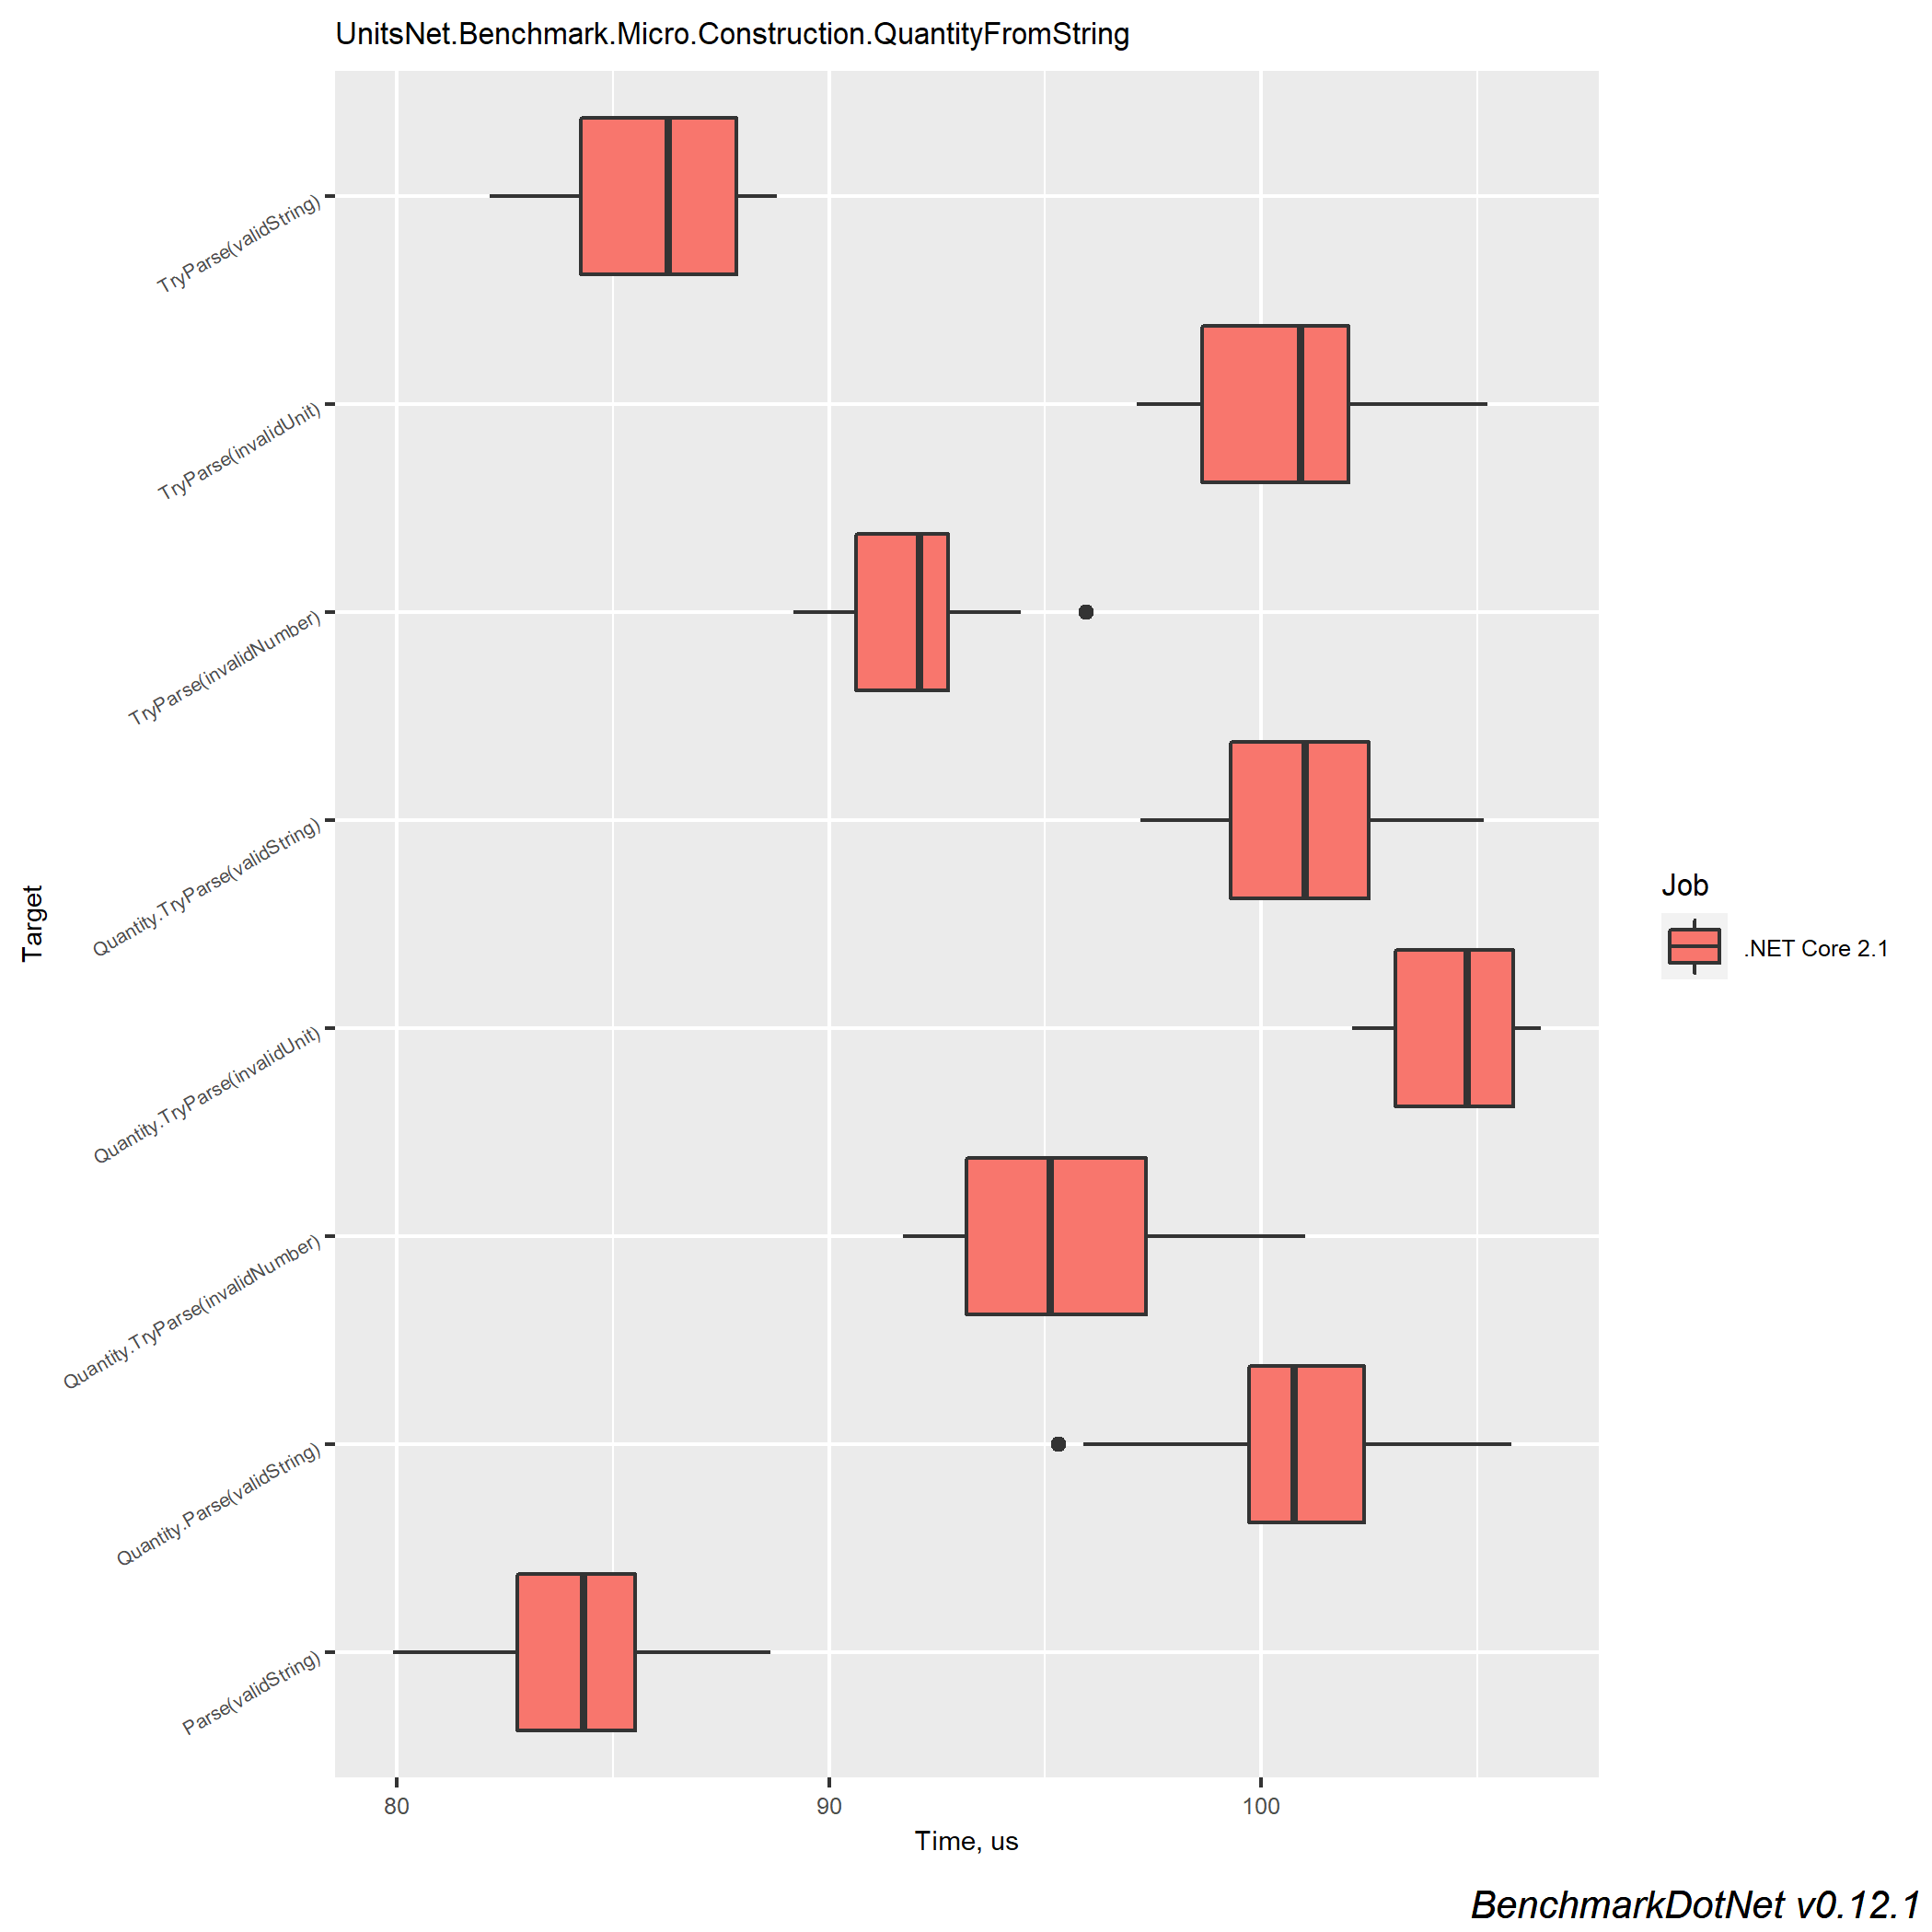 UnitsNet.Benchmark.Micro.Construction.QuantityFromString
TryParse(validString)
TryParse(invalidUnit)
TryParse(invalidNumber)
Quantity.TryParse(validString)
Quantity.TryParse(invalidUnit)
Quantity.TryParse(invalidNumber)
Quantity.Parse(validString)
Parse(validString)
Target
80
90
100
Time, us
Job
.NET Core 2.1
BenchmarkDotNet v0.12.1